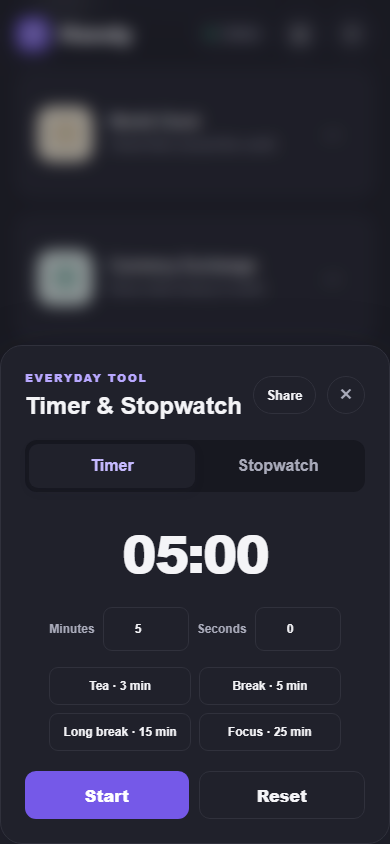 EVERYDAY TOOL
Timer & Stopwatch
Share
✕
Timer
Stopwatch
05:00
Minutes 5 Seconds 0
Tea · 3 min
Break · 5 min
Long break · 15 min
Focus · 25 min
Start
Reset